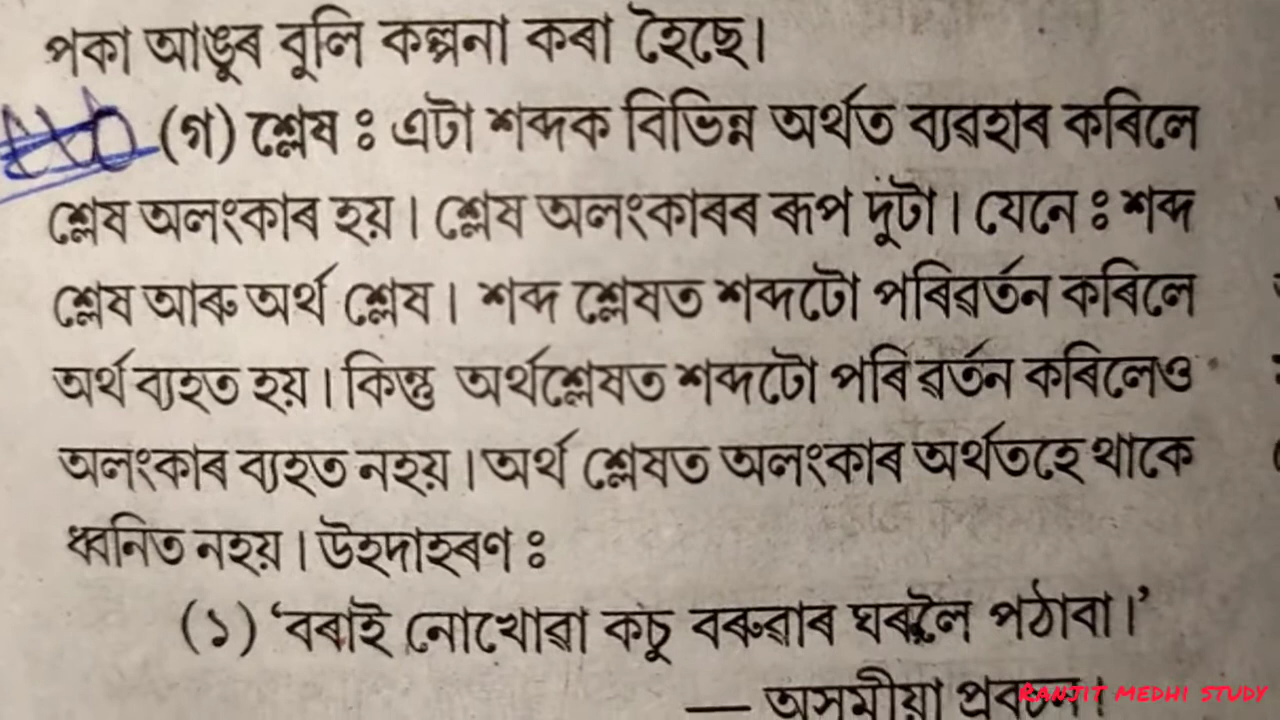 পকা আঙুৰ বুলি কল্পনা কৰা হৈছে।
(গ) শ্লেষ ঃ এটা শব্দক বিভিন্ন অৰ্থত ব্যৱহাৰ কৰিলে
শ্লেষ অলংকাৰ হয়। শ্লেষ অলংকাৰৰ ৰূপ দুটা। যেনে ঃ শব্দ
শ্লেষ আৰু অৰ্থ শ্লেষ। শব্দ শ্লেষত শব্দটো পৰিৱৰ্তন কৰিলে
অৰ্থ ব্যহত হয়। কিন্তু অৰ্থশ্লেষত শব্দটো পৰি ৱৰ্তন কৰিলেও
অলংকাৰ ব্যহত নহয়। অৰ্থ শ্লেষত অলংকাৰ অৰ্থতহে থাকে
ধ্বনিত নহয়। উহদাহৰণ ঃ
(১) ‘বৰাই নোখোৱা কচু বৰুৱাৰ ঘৰলৈ পঠাবা।’
— অসমীয়া প্ৰবচন।
RANJIT MEDHI STUDY